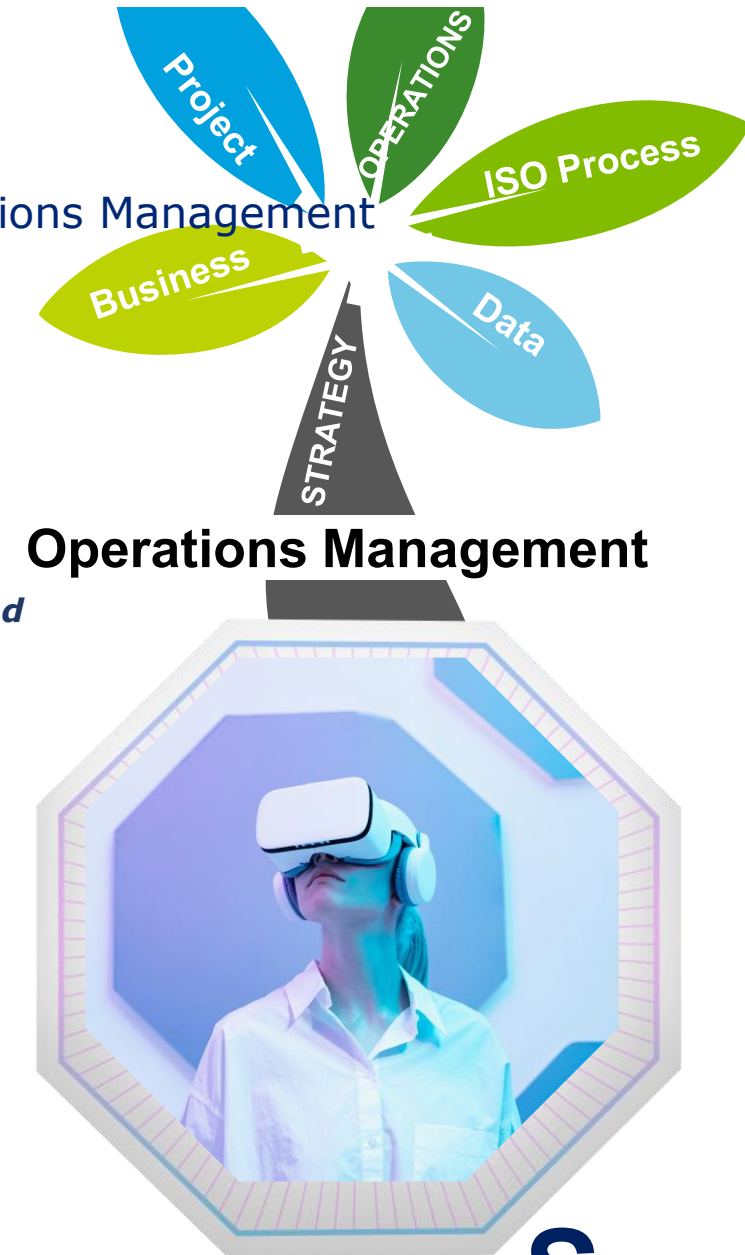 Project
OPERATIONS
ISO Process
ions Management
Business
Data
STRATEGY
Operations Management
d
S